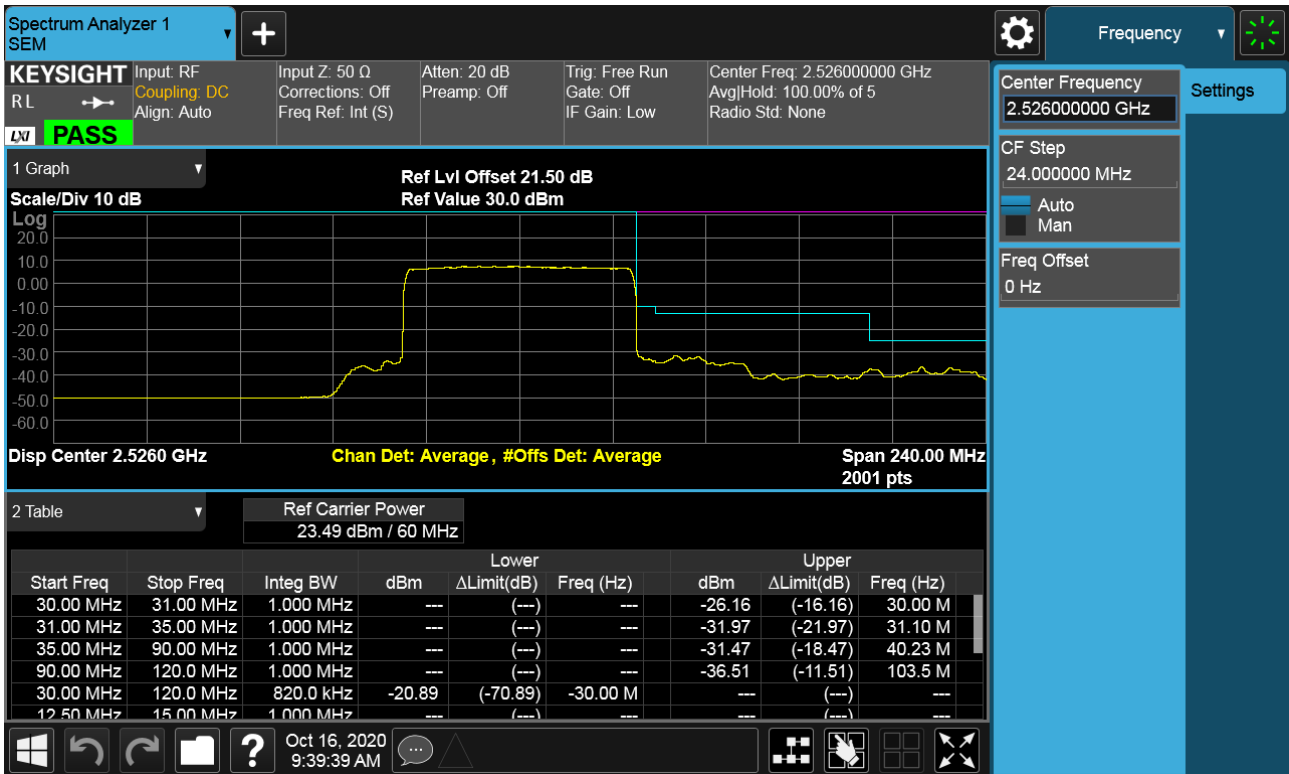 Spectrum Analyzer 1
SEM
Frequency
KEYSIGHT
R L
LXI
PASS
Input: RF
Coupling: DC
Align: Auto
Input Z: 50 Ω
Corrections: Off
Freq Ref: Int (S)
Atten: 20 dB
Preamp: Off
Trig: Free Run
Gate: Off
IF Gain: Low
Center Freq: 2.526000000 GHz
Avg|Hold: 100.00% of 5
Radio Std: None
Center Frequency
2.526000000 GHz
Settings
CF Step
24.000000 MHz
Auto
Man
Freq Offset
0 Hz
1 Graph
Scale/Div 10 dB
Ref Lvl Offset 21.50 dB
Ref Value 30.0 dBm
Log
20.0
10.0
0.00
-10.0
-20.0
-30.0
-40.0
-50.0
-60.0
Disp Center 2.5260 GHz
Chan Det: Average , #Offs Det: Average
Span 240.00 MHz
2001 pts
2 Table
Ref Carrier Power
23.49 dBm / 60 MHz
Lower Upper
Start Freq Stop Freq Integ BW dBm ΔLimit(dB) Freq (Hz) dBm ΔLimit(dB) Freq (Hz)
30.00 MHz 31.00 MHz 1.000 MHz --- (---) --- -26.16 (-16.16) 30.00 M
31.00 MHz 35.00 MHz 1.000 MHz --- (---) --- -31.97 (-21.97) 31.10 M
35.00 MHz 90.00 MHz 1.000 MHz --- (---) --- -31.47 (-18.47) 40.23 M
90.00 MHz 120.0 MHz 1.000 MHz --- (---) --- -36.51 (-11.51) 103.5 M
30.00 MHz 120.0 MHz 820.0 kHz -20.89 (-70.89) -30.00 M --- (---) ---
12.50 MHz 15.00 MHz 1.000 MHz --- (---) --- --- (---) ---
?
Oct 16, 2020
9:39:39 AM